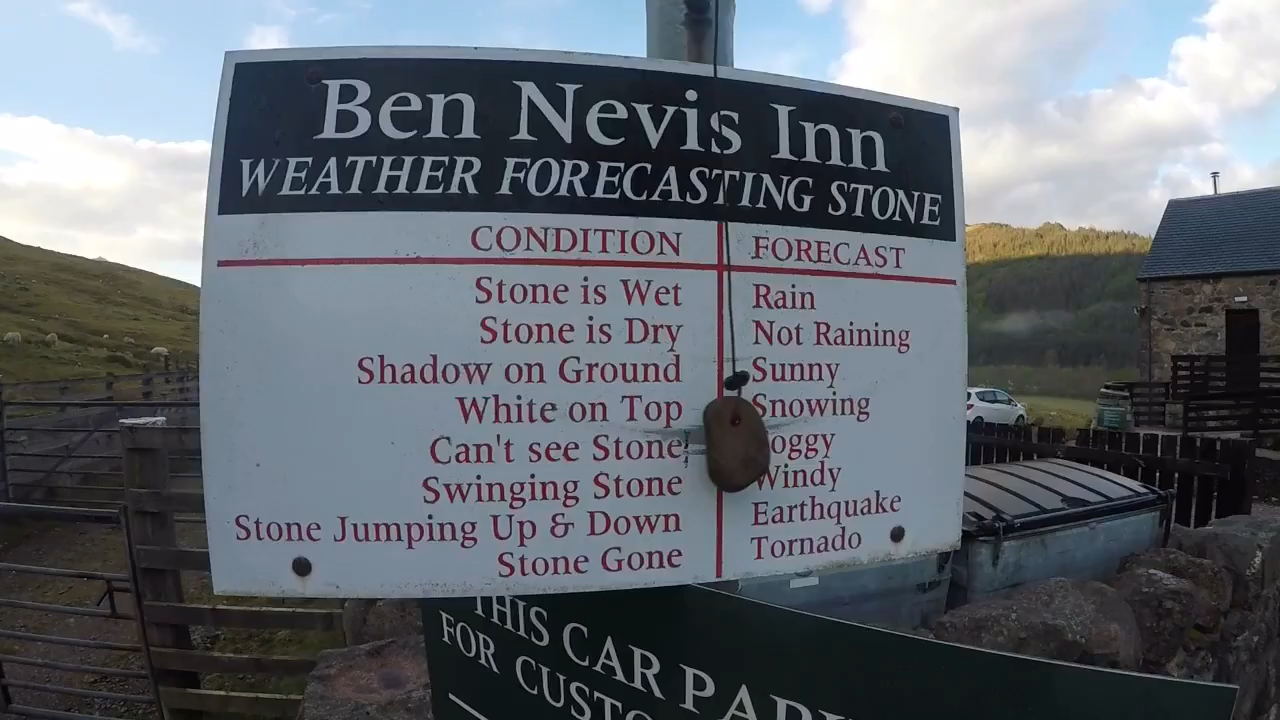 Ben Nevis Inn
WEATHER FORECASTING STONE
CONDITION FORECAST
Stone is Wet Rain
Stone is Dry Not Raining
Shadow on Ground Sunny
White on Top Snowing
Can't see Stone oggy
Swinging Stone Windy
Stone Jumping Up & Down Earthquake
Stone Gone Tornado
THIS CAR PARK
FOR CUSTO